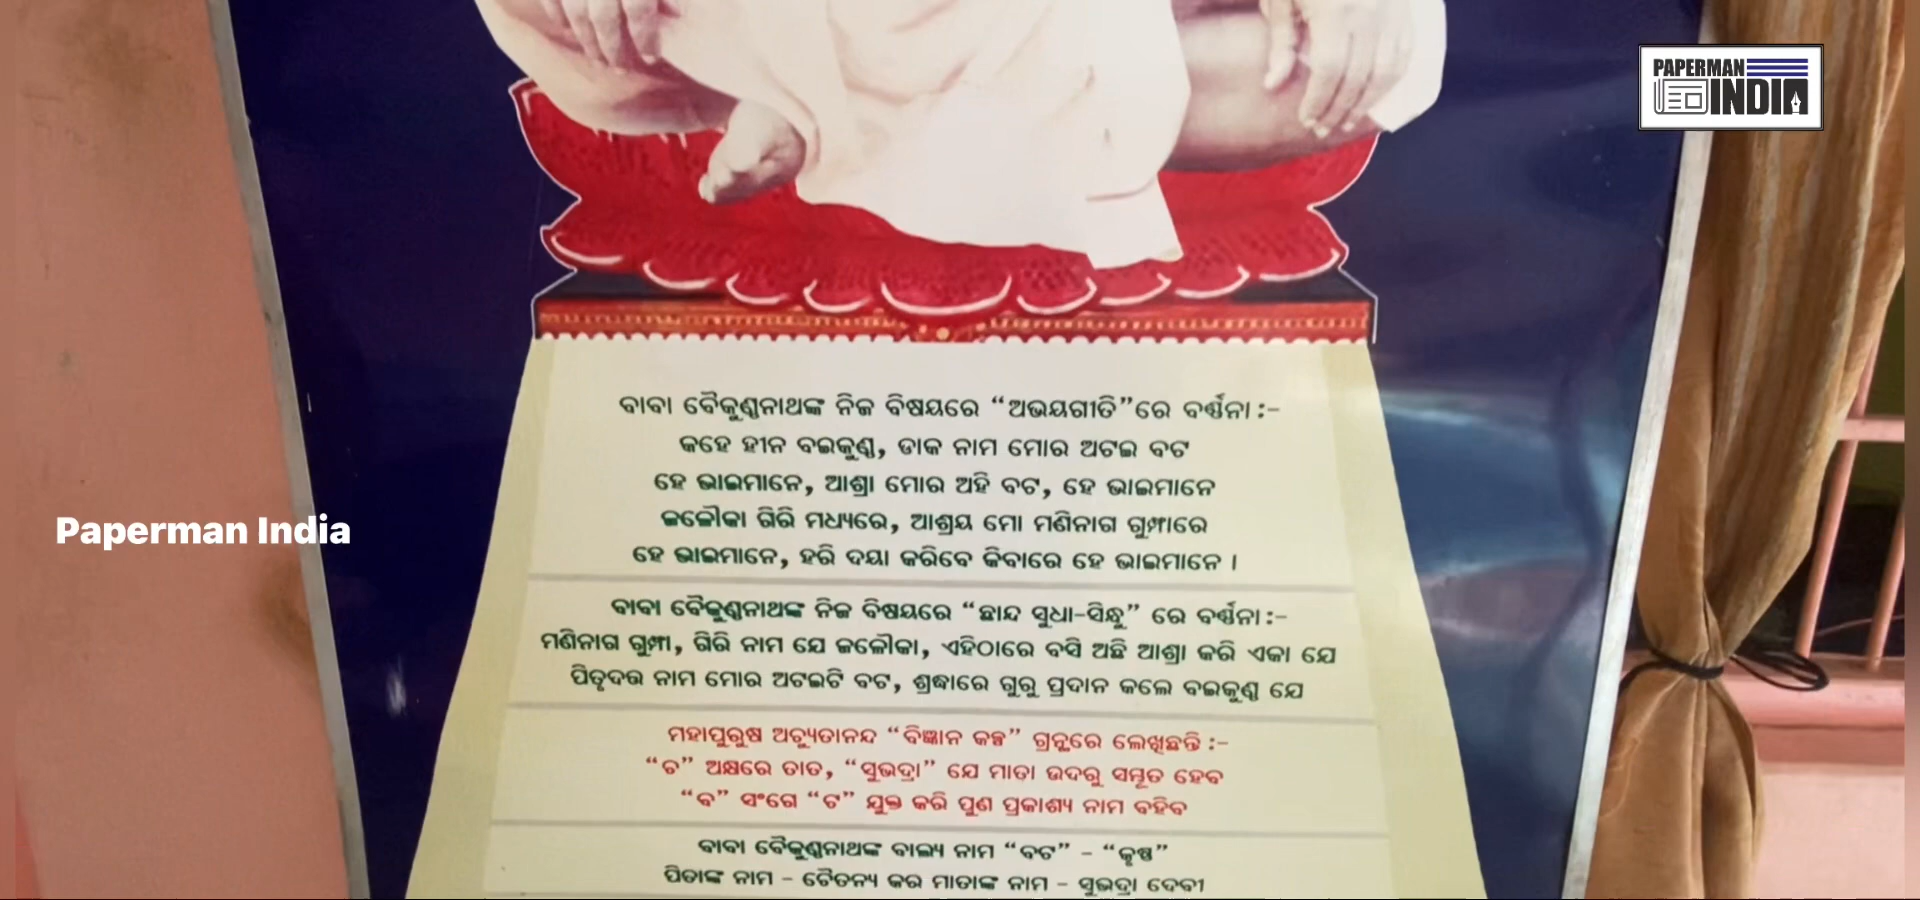 PAPERMAN
INDIA
ବାବା ବୈକୁଣ୍ଠନାଥଙ୍କ ନିଜ ବିଷୟରେ “ଅଭୟଗୀତି”ରେ ବର୍ଣ୍ଣନା :-
କହେ ହୀନ ବଇକୁଣ୍ଠ, ଡାକ ନାମ ମୋର ଅଟଇ ବଟ
ହେ ଭାଇମାନେ, ଆଶ୍ରା ମୋର ଅହି ବଟ, ହେ ଭାଇମାନେ
କଳୌକା ଗିରି ମଧ୍ୟରେ, ଆଶ୍ରୟ ମୋ ମଣିନାଗ ଗୁମ୍ଫାରେ
ହେ ଭାଇମାନେ, ହରି ଦୟା କରିବେ କିବାରେ ହେ ଭାଇମାନେ ।
Paperman India
ବାବା ବୈକୁଣ୍ଠନାଥଙ୍କ ନିଜ ବିଷୟରେ “ଛାନ୍ଦ ସୁଧା-ସିନ୍ଧୁ” ରେ ବର୍ଣ୍ଣନା :-
ମଣିନାଗ ଗୁମ୍ଫା, ଗିରି ନାମ ଯେ କଳୌକା, ଏହିଠାରେ ବସି ଅଛି ଆଶ୍ରା କରି ଏକା ଯେ
ପିତୃଦତ୍ତ ନାମ ମୋର ଅଟଇଟି ବଟ, ଶ୍ରଦ୍ଧାରେ ଗୁରୁ ପ୍ରଦାନ କଲେ ବଇକୁଣ୍ଠ ଯେ
ମହାପୁରୁଷ ଅଚ୍ୟୁତାନନ୍ଦ “ବିଜ୍ଞାନ କଳ୍ପ” ଗ୍ରନ୍ଥରେ ଲେଖିଛନ୍ତି :-
“ଚ” ଅକ୍ଷରେ ତାତ, “ସୁଭଦ୍ରା” ଯେ ମାତା ଉଦରୁ ସମ୍ଭୂତ ହେବ
“ବ” ସଂଗେ “ଟ” ଯୁକ୍ତ କରି ପୁଣ ପ୍ରକାଶ୍ୟ ନାମ ବହିବ
ବାବା ବୈକୁଣ୍ଠନାଥଙ୍କ ବାଲ୍ୟ ନାମ “ବଟ” - “କୃଷ୍ଣ”
ପିତାଙ୍କ ନାମ - ଚୈତନ୍ୟ କର ମାତାଙ୍କ ନାମ - ସୁଭଦ୍ରା ଦେବୀ